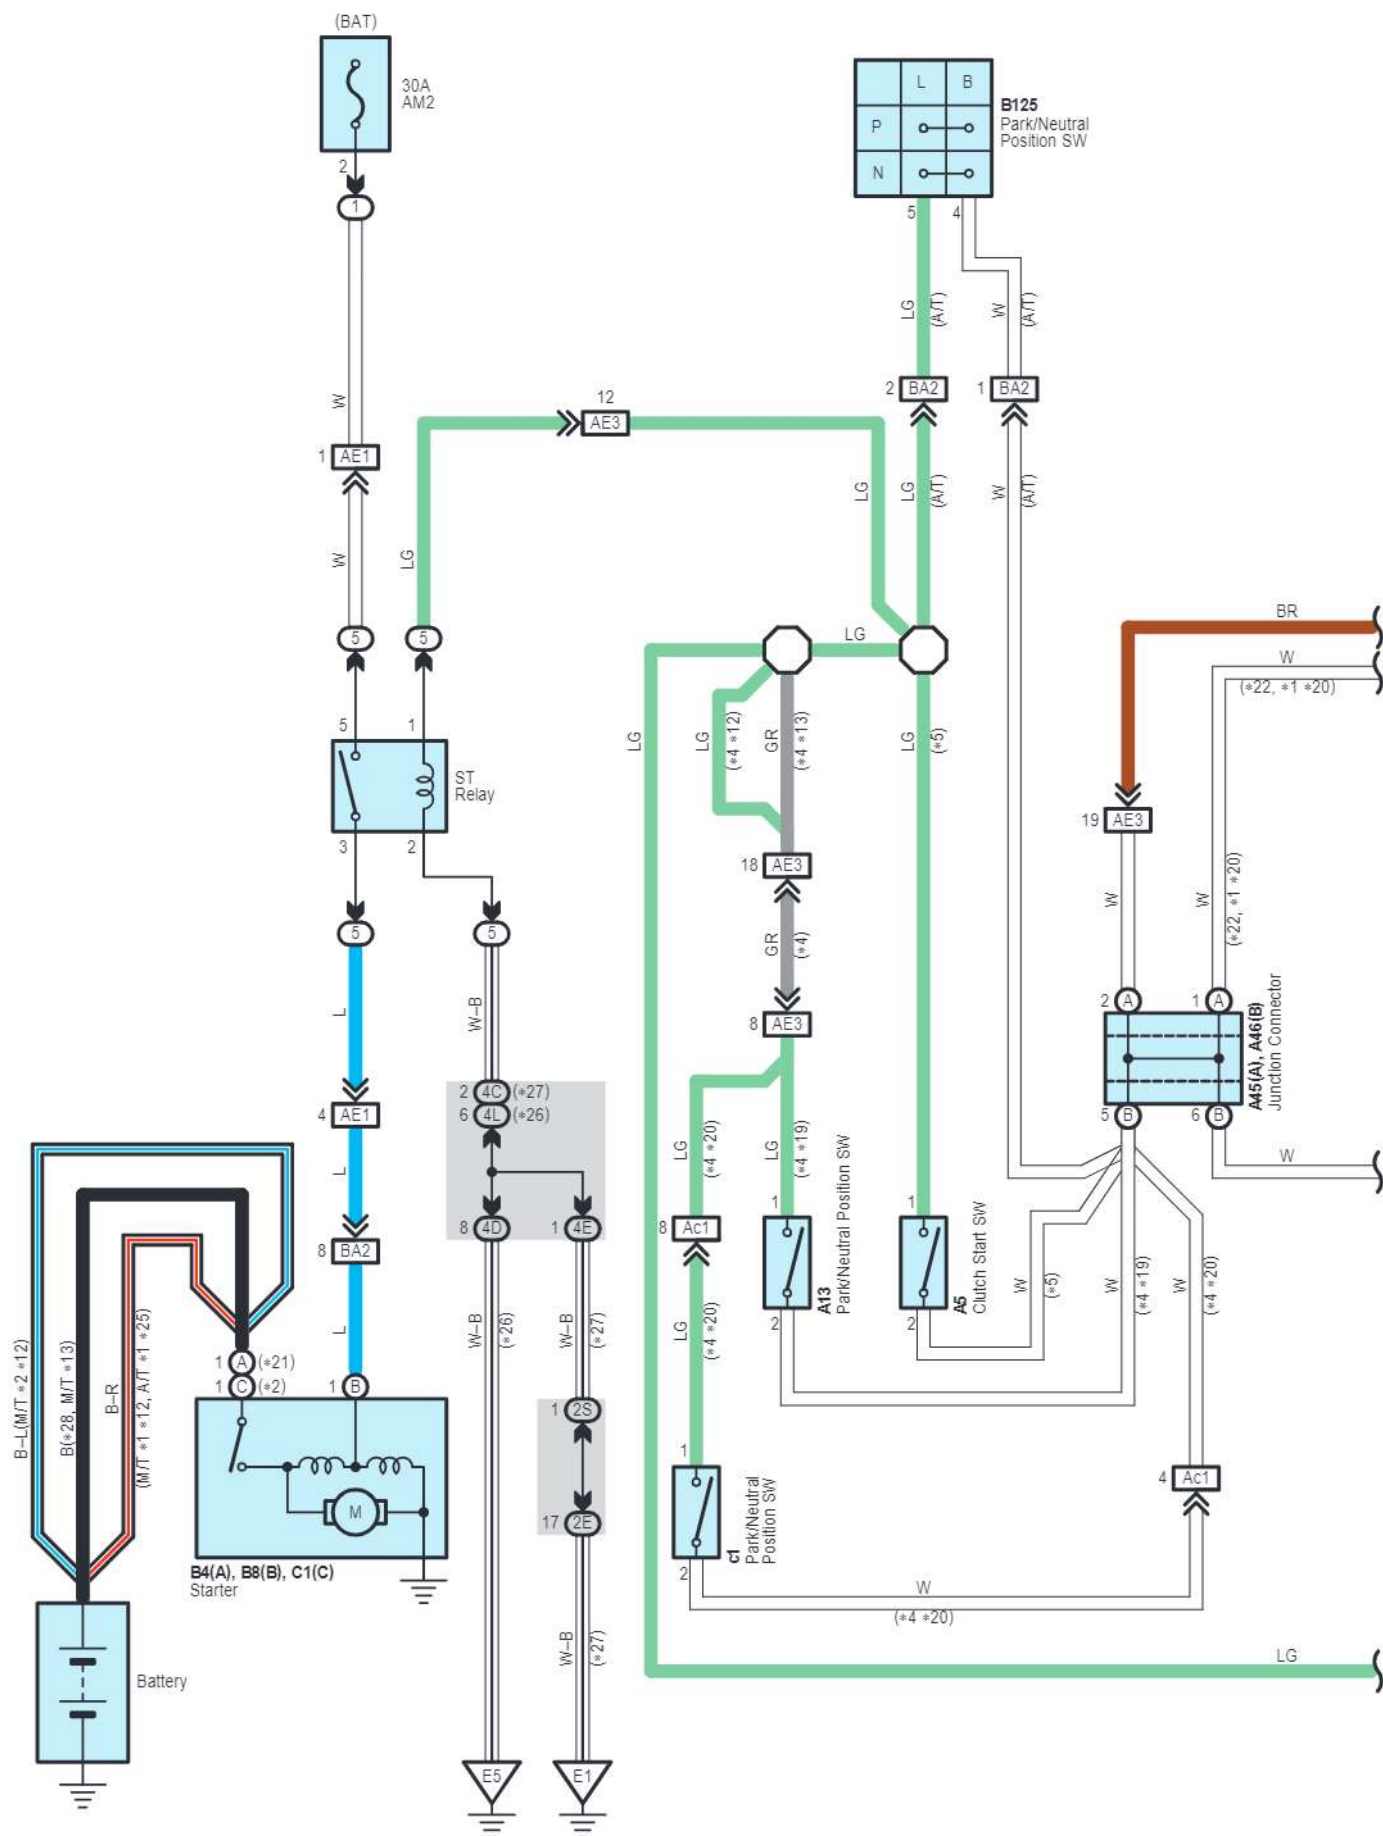 (BAT)
30A
AM2
2
1
L B
P
N
B125
Park/Neutral
Position SW
5 4
LG
(A/T)
W
(A/T)
2 BA2
1 BA2
12
AE3
W
1 AE1
LG
LG
(A/T)
W
(A/T)
W
LG
5
5
LG
BR
W
(*22, *1 *20)
5 1
ST
Relay
3 2
LG
LG
(*4 *12)
GR
(*4 *13)
LG
(*5)
19 AE3
18 AE3
W
W
(*22, *1 *20)
5
5
GR
(*4)
L
W-B
8 AE3
2 A
1 A
A45(A), A46(B)
Junction Connector
2 4C (*27)
6 4L (*26)
4 AE1
5 B
6 B
L
LG
(*4 *20)
LG
(*4 *19)
W
8 BA2
8 4D
1 4E
8 Ac1
1
A13
Park/Neutral Position SW
2
1
A5
Clutch Start SW
2
W
(*5)
W
(*4 *19)
W
(*4 *20)
L
W-B
(*26)
W-B
(*27)
LG
(*4 *20)
B-L(M/T *2 *12)
B(*28, M/T *13)
B-R
(M/T *1 *12, A/T *1 *25)
1 A (*21)
1 C (*2)
1 B
M
B4(A), B8(B), C1(C)
Starter
1 2S
17 2E
1
c1
Park/Neutral
Position SW
2
4 Ac1
W
(*4 *20)
W-B
(*27)
LG
Battery
E5
E1